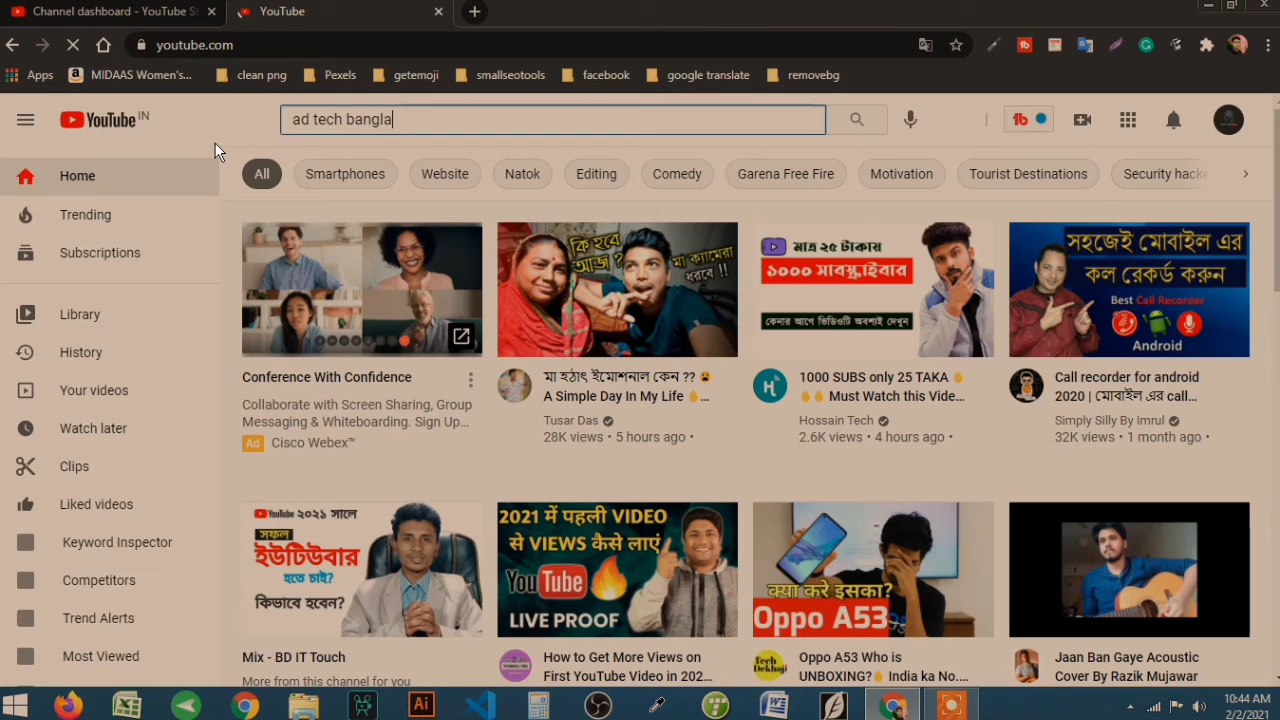 Channel dashboard - YouTube St
YouTube
youtube.com
Apps
MIDAAS Women's...
clean png
Pexels
getemoji
smallseotools
facebook
google translate
removebg
YouTube IN
ad tech bangla
Home
All
Smartphones
Website
Natok
Editing
Comedy
Garena Free Fire
Motivation
Tourist Destinations
Security hacke
Trending
Subscriptions
Library
History
Your videos
Watch later
Clips
Liked videos
Keyword Inspector
Competitors
Trend Alerts
Most Viewed
কি হবে
আজ ?
মা ক্যামেরা
ধরবে !!
মাত্র ২৫ টাকায়
১০০০ সাবস্ক্রাইবার
কেনার আগে ভিডিওটি অবশ্যই দেখুন
সহজেই মোবাইল এর
কল রেকর্ড করুন
Best Call Recorder
Android
Conference With Confidence
Collaborate with Screen Sharing, Group
Messaging & Whiteboarding. Sign Up...
Ad Cisco Webex™
মা হঠাৎ ইমোশনাল কেন ?? 😩
A Simple Day In My Life 🤚...
Tusar Das
28K views • 5 hours ago •
1000 SUBS only 25 TAKA 🤚
🤚🤚 Must Watch this Vide...
Hossain Tech
2.6K views • 4 hours ago •
Call recorder for android
2020 | মোবাইল এর call...
Simply Silly By Imrul
32K views • 1 month ago •
YouTube ২০২১ সালে
সফল
ইউটিউবার
হতে চাই?
কিভাবে হবেন?
2021 में पहली VIDEO
से VIEWS कैसे लाएं
YouTube
LIVE PROOF
क्या करे इसका?
Oppo A53
Mix - BD IT Touch
More from this channel for you
How to Get More Views on
First YouTube Video in 202...
Tech
Dekhoji
Oppo A53 Who is
UNBOXING?🤚 India ka No....
Jaan Ban Gaye Acoustic
Cover By Razik Mujawar
10:44 AM
2/2/2021